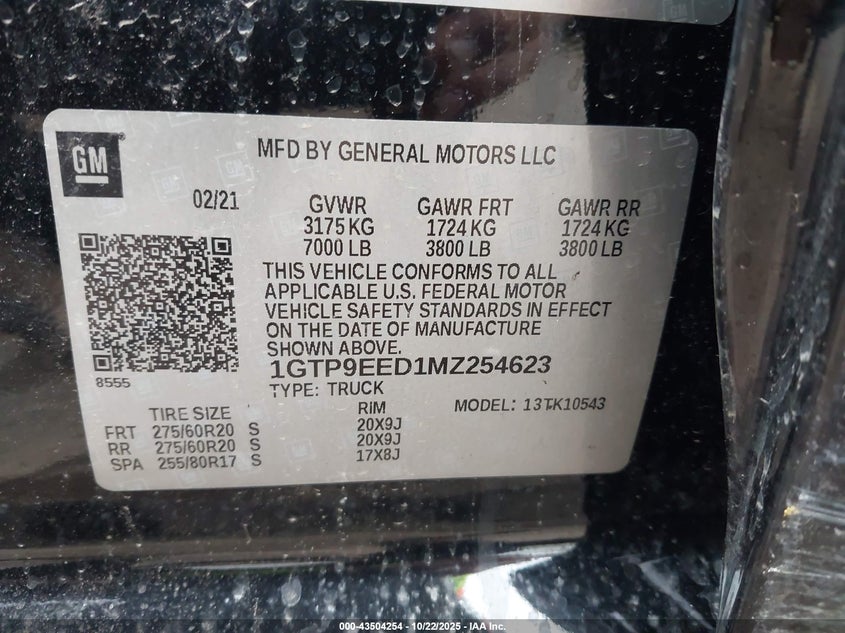 GM
MFD BY GENERAL MOTORS LLC
02/21 GVWR GAWR FRT GAWR RR
3175 KG 1724 KG 1724 KG
7000 LB 3800 LB 3800 LB
THIS VEHICLE CONFORMS TO ALL
APPLICABLE U.S. FEDERAL MOTOR
VEHICLE SAFETY STANDARDS IN EFFECT
ON THE DATE OF MANUFACTURE
SHOWN ABOVE.
8555
1GTP9EED1MZ254623
TYPE: TRUCK
TIRE SIZE RIM MODEL: 13TK10543
FRT 275/60R20 S 20X9J
RR 275/60R20 S 20X9J
SPA 255/80R17 S 17X8J
000-43504254 | 10/22/2025 | IAA Inc.